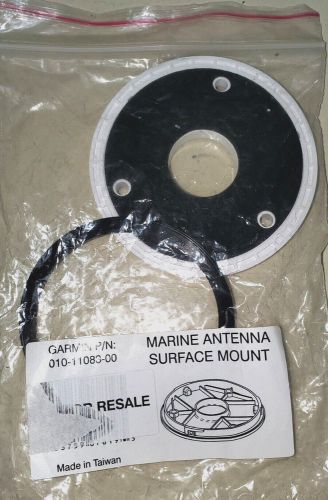 GARMIN P/N:
010-11083-00
MARINE ANTENNA
SURFACE MOUNT
RESALE
Made in Taiwan